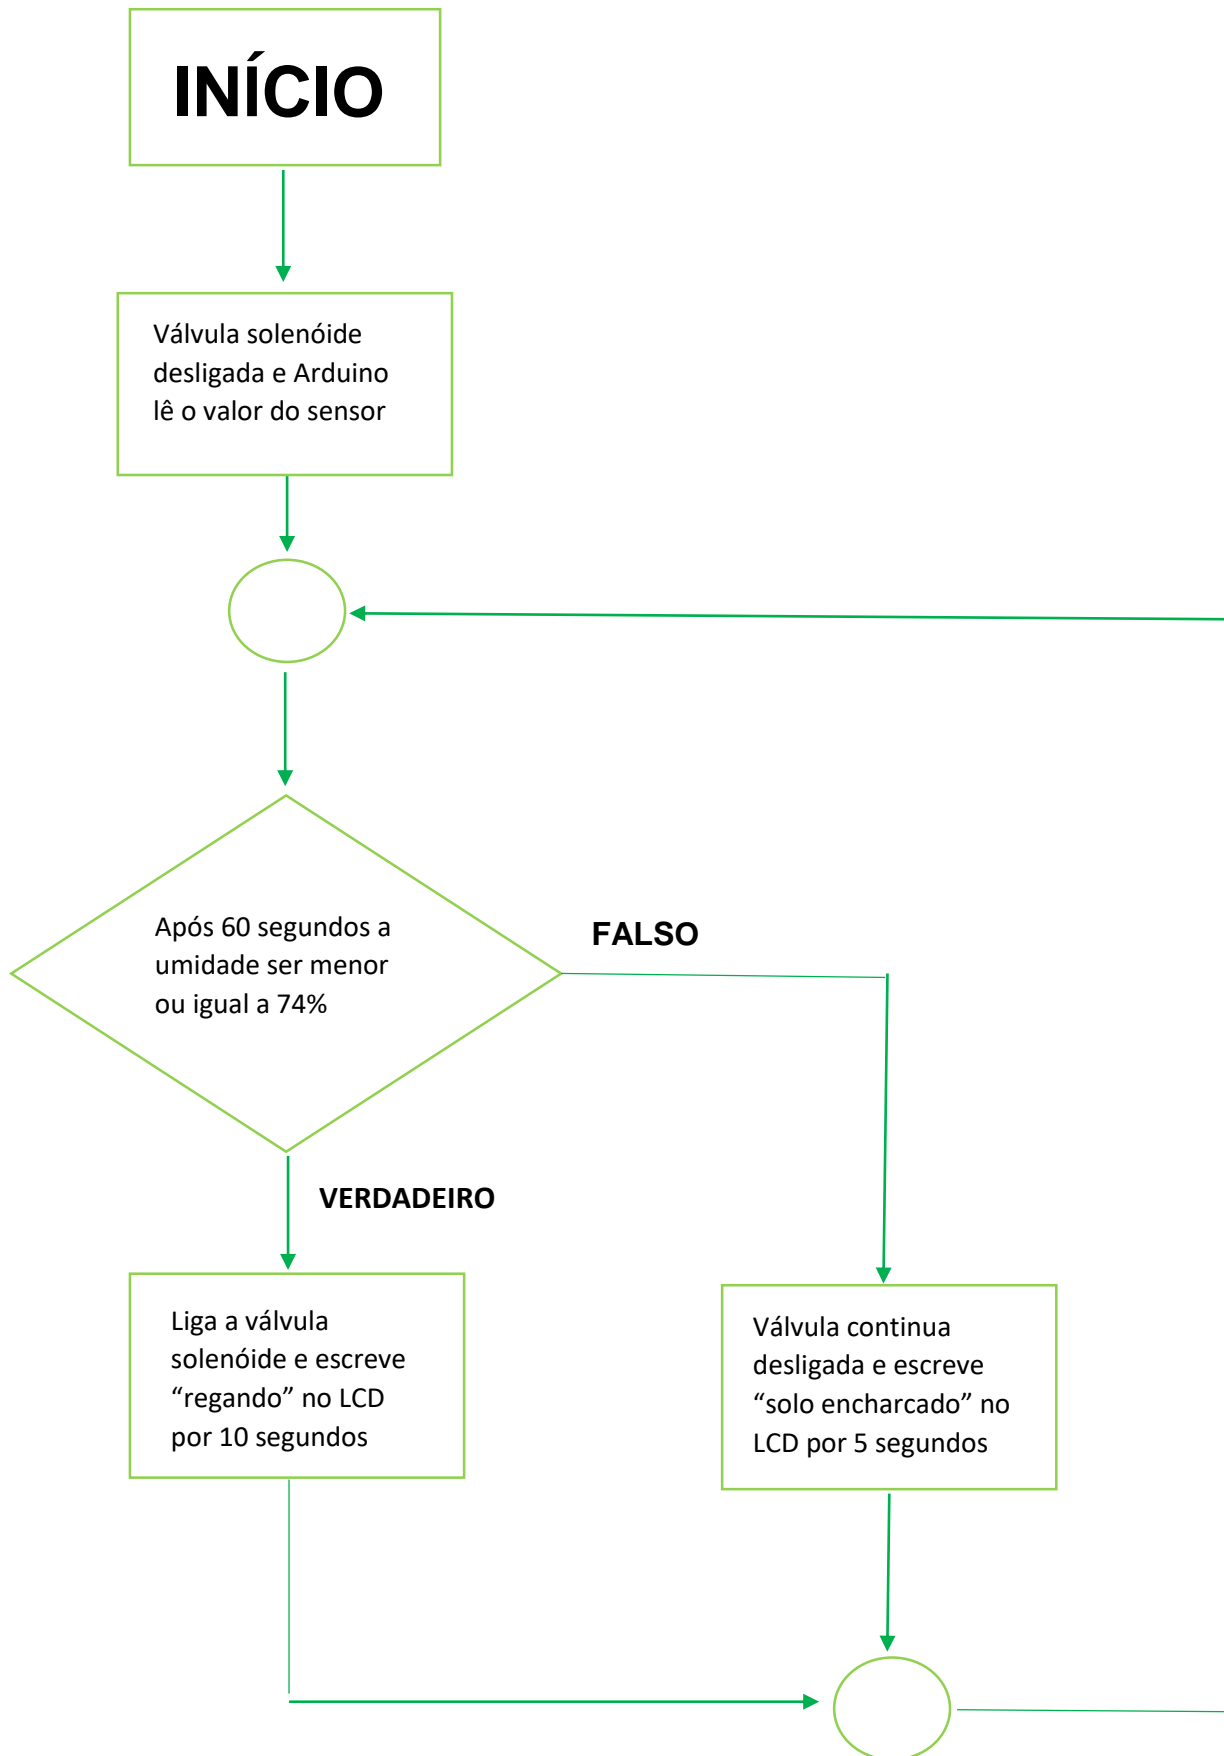 INÍCIO
Válvula solenóide
desligada e Arduino
lê o valor do sensor
Após 60 segundos a
umidade ser menor
ou igual a 74%
FALSO
VERDADEIRO
Liga a válvula
solenóide e escreve
“regando” no LCD
por 10 segundos
Válvula continua
desligada e escreve
“solo encharcado” no
LCD por 5 segundos